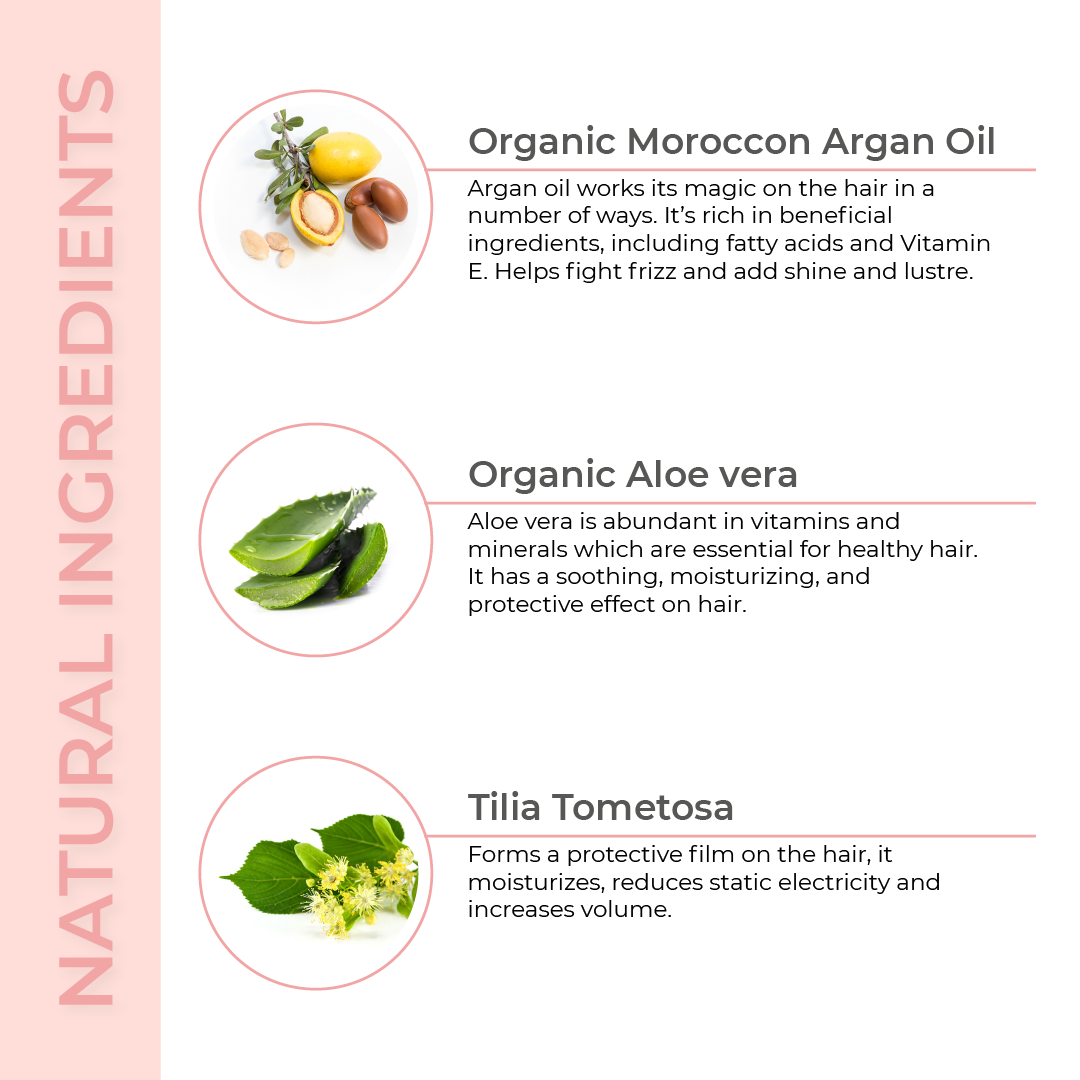 NATURAL INGREDIENTS
Organic Moroccon Argan Oil
Argan oil works its magic on the hair in a
number of ways. It’s rich in beneficial
ingredients, including fatty acids and Vitamin
E. Helps fight frizz and add shine and lustre.
Organic Aloe vera
Aloe vera is abundant in vitamins and
minerals which are essential for healthy hair.
It has a soothing, moisturizing, and
protective effect on hair.
Tilia Tometosa
Forms a protective film on the hair, it
moisturizes, reduces static electricity and
increases volume.